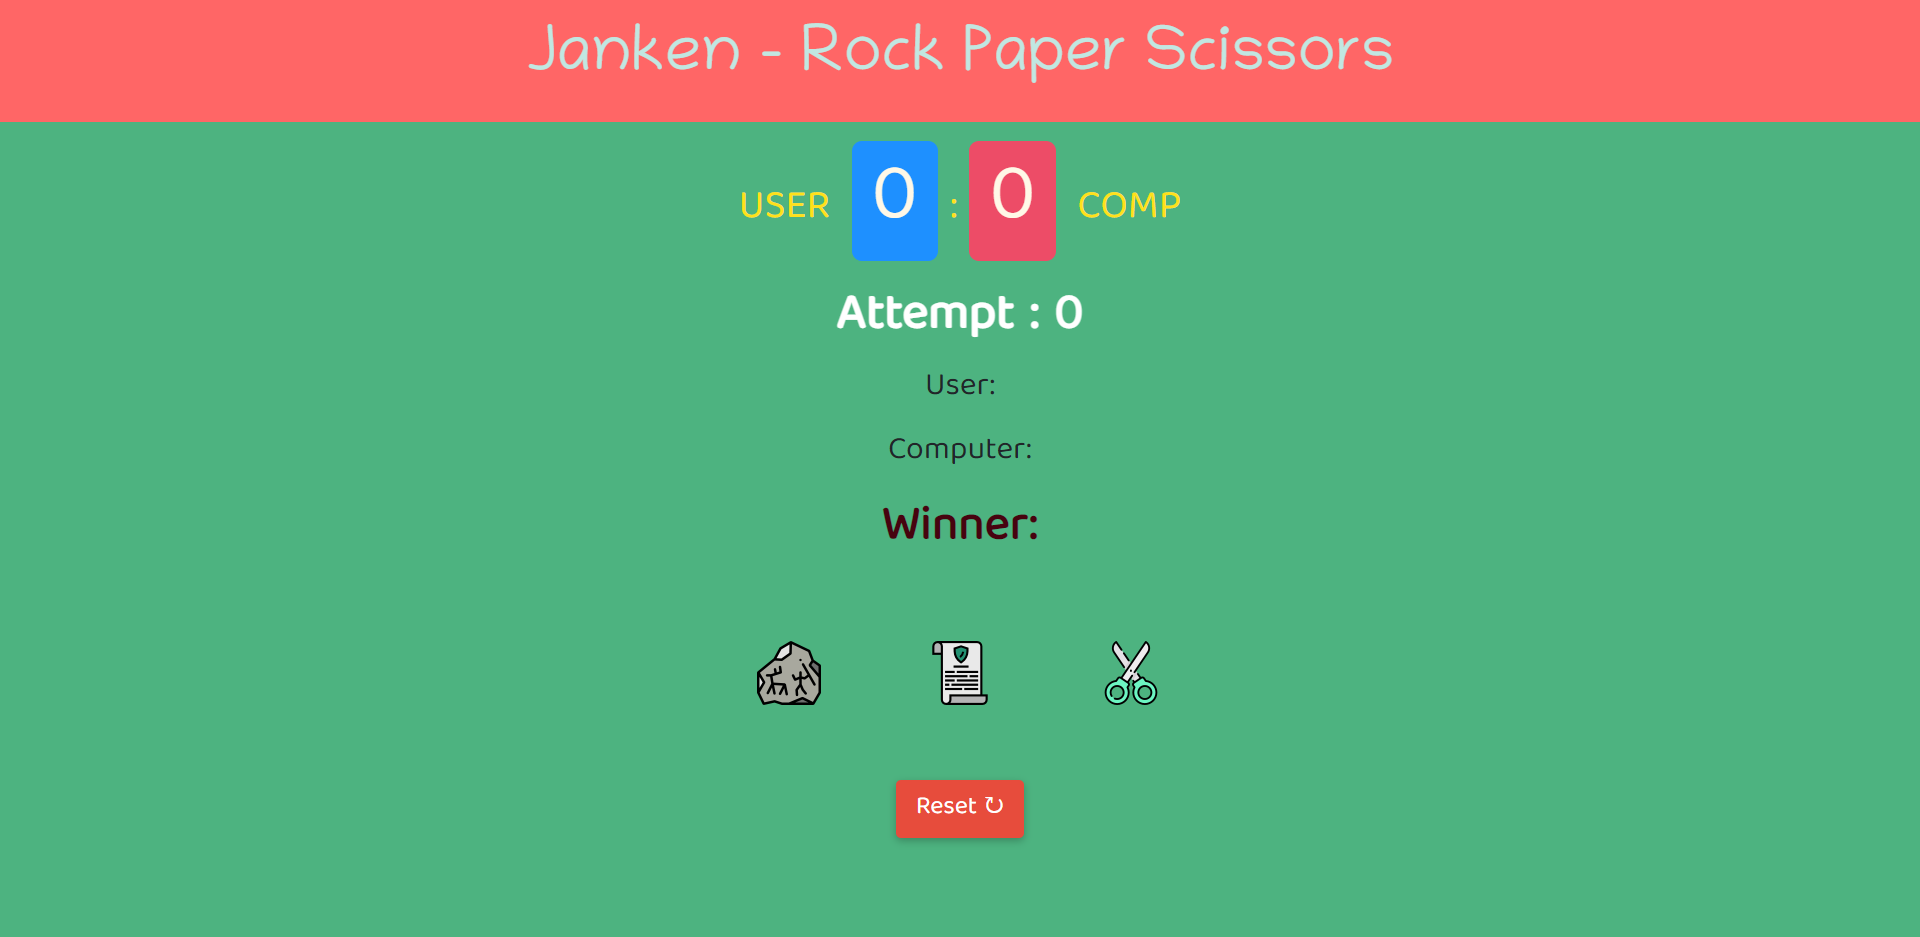 Janken - Rock Paper Scissors
USER 0 : 0 COMP
Attempt : 0
User:
Computer:
Winner:
Reset ↻